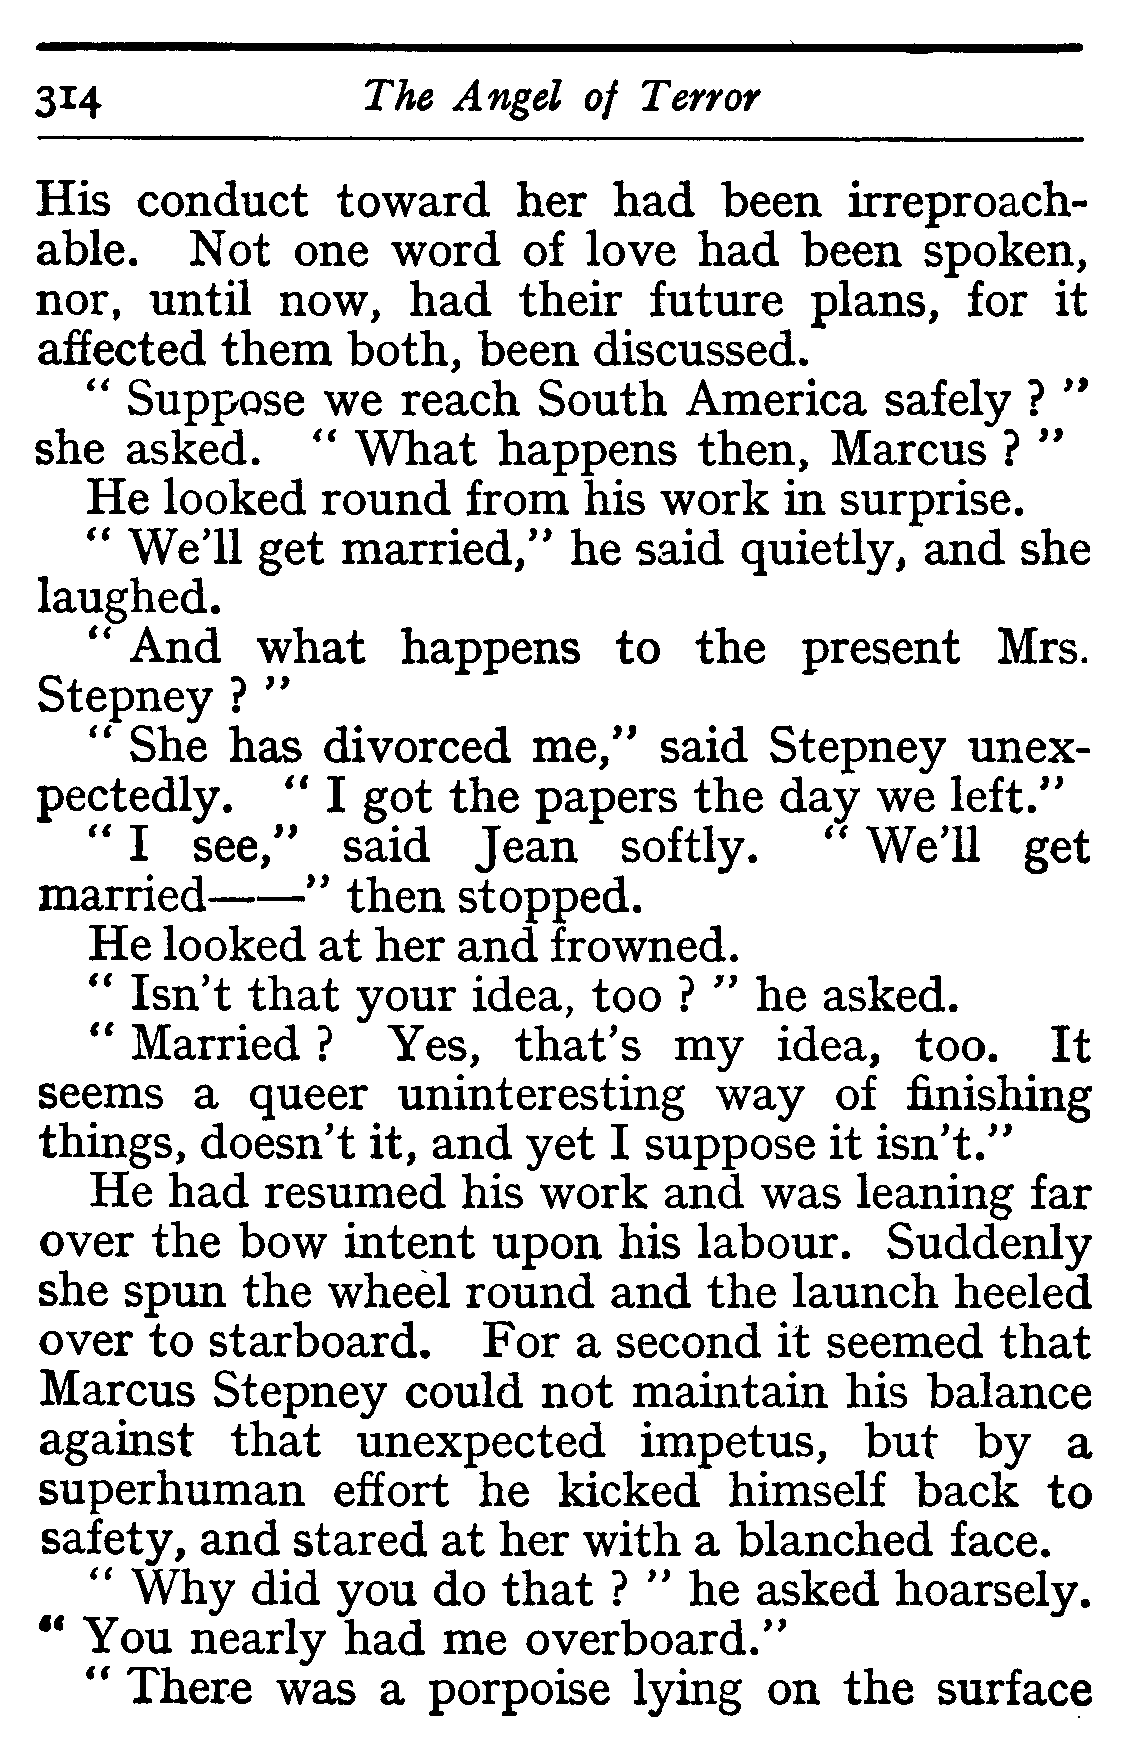 314 The Angel of Terror
His conduct toward her had been irreproach-
able. Not one word of love had been spoken,
nor, until now, had their future plans, for it
affected them both, been discussed.
" Suppose we reach South America safely ? "
she asked. " What happens then, Marcus ? "
He looked round from his work in surprise.
" We'll get married," he said quietly, and she
laughed.
" And what happens to the present Mrs.
Stepney ? "
" She has divorced me," said Stepney unex-
pectedly. " I got the papers the day we left."
" I see," said Jean softly. " We'll get
married——" then stopped.
He looked at her and frowned.
" Isn't that your idea, too ? " he asked.
" Married ? Yes, that's my idea, too. It
seems a queer uninteresting way of finishing
things, doesn't it, and yet I suppose it isn't."
He had resumed his work and was leaning far
over the bow intent upon his labour. Suddenly
she spun the wheel round and the launch heeled
over to starboard. For a second it seemed that
Marcus Stepney could not maintain his balance
against that unexpected impetus, but by a
superhuman effort he kicked himself back to
safety, and stared at her with a blanched face.
" Why did you do that ? " he asked hoarsely.
" You nearly had me overboard."
" There was a porpoise lying on the surface